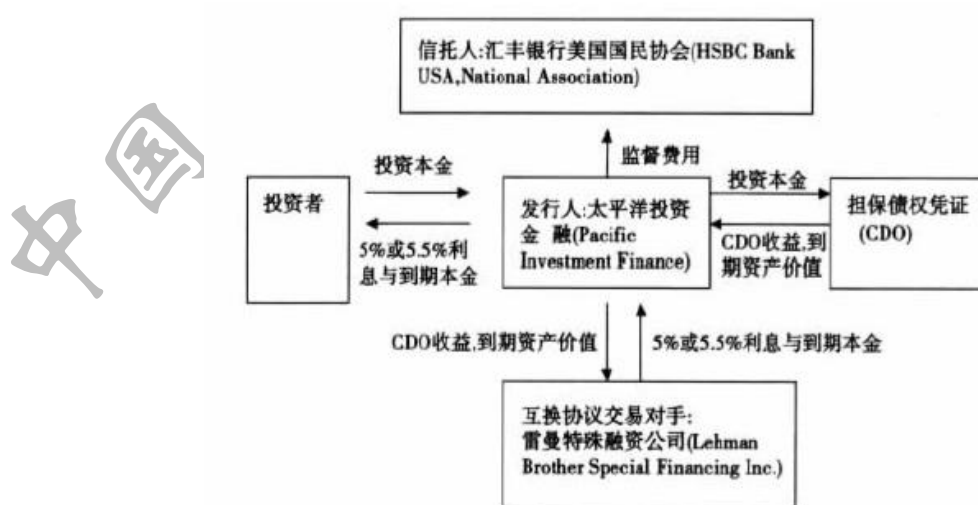 信托人:汇丰银行美国国民协会(HSBC Bank
USA,National Association)
监督费用
投资本金
投资本金
投资者
发行人:太平洋投资
金 融(Pacific
Investment Finance)
担保债权凭证
(CDO)
5%或5.5%利
息与到期本金
CDO收益,到
期资产价值
CDO收益,到期资产价值
5%或5.5%利息与到期本金
互换协议交易对手:
雷曼特殊融资公司(Lehman
Brother Special Financing Inc.)
中国